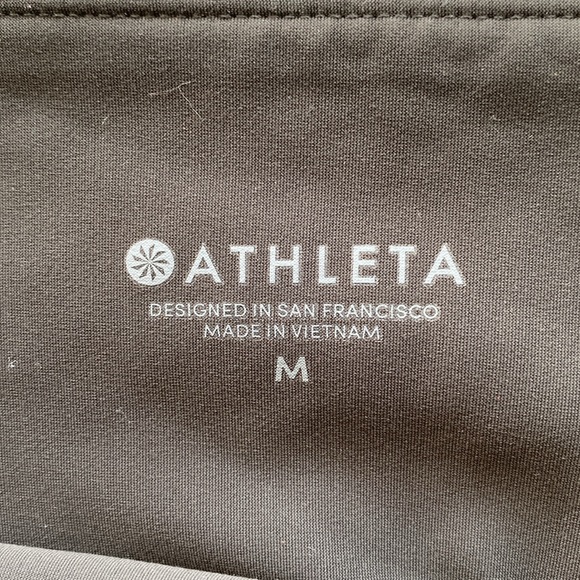 ATHLETA
DESIGNED IN SAN FRANCISCO
MADE IN VIETNAM
M